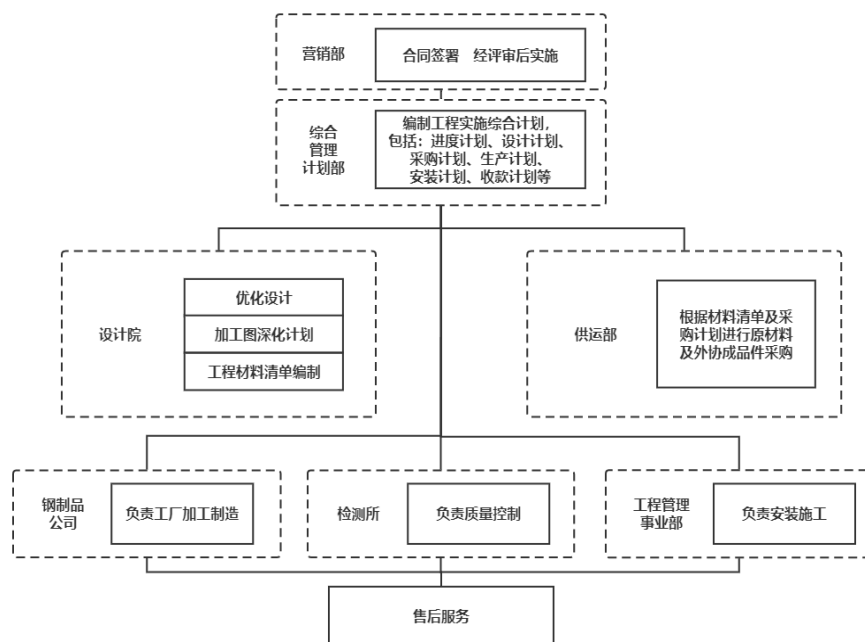 营销部
合同签署　经评审后实施
综合
管理
计划部
编制工程实施综合计划，
包括：进度计划、设计计划、
采购计划、生产计划、
安装计划、收款计划等
设计院
优化设计
加工图深化计划
工程材料清单编制
供运部
根据材料清单及采
购计划进行原材料
及外协成品件采购
钢制品
公司
负责工厂加工制造
检测所
负责质量控制
工程管理
事业部
负责安装施工
售后服务